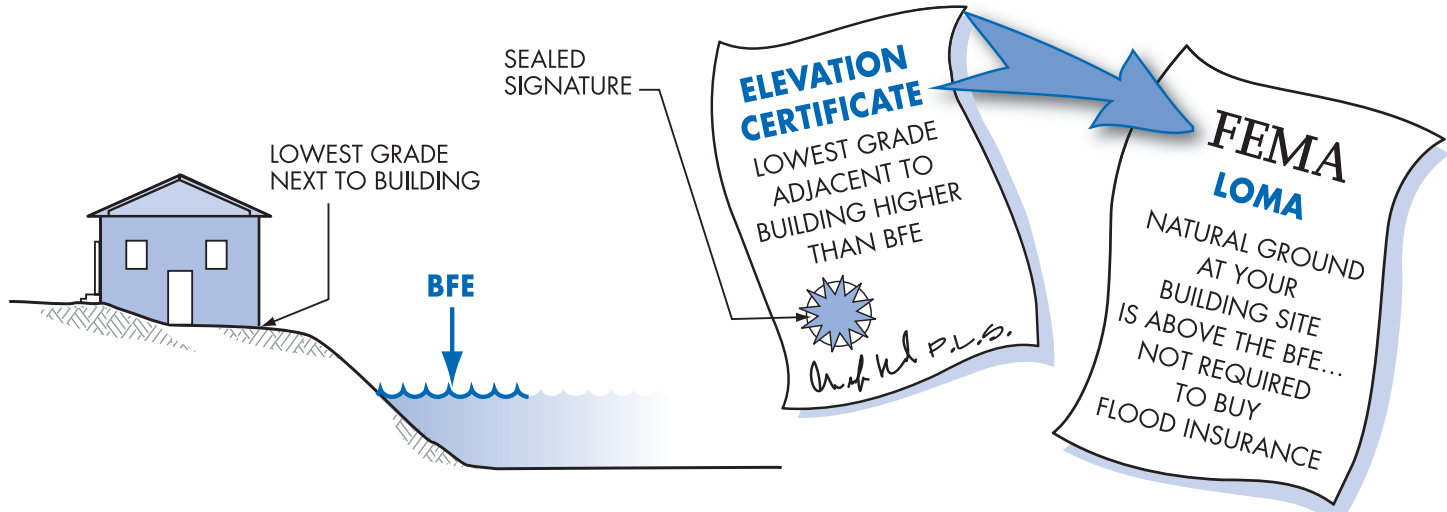 LOWEST GRADE
NEXT TO BUILDING
BFE
SEALED
SIGNATURE
ELEVATION
CERTIFICATE
LOWEST GRADE
ADJACENT TO
BUILDING HIGHER
THAN BFE
P.L.S.
FEMA
LOMA
NATURAL GROUND
AT YOUR
BUILDING SITE
IS ABOVE THE BFE...
NOT REQUIRED
TO BUY
FLOOD INSURANCE